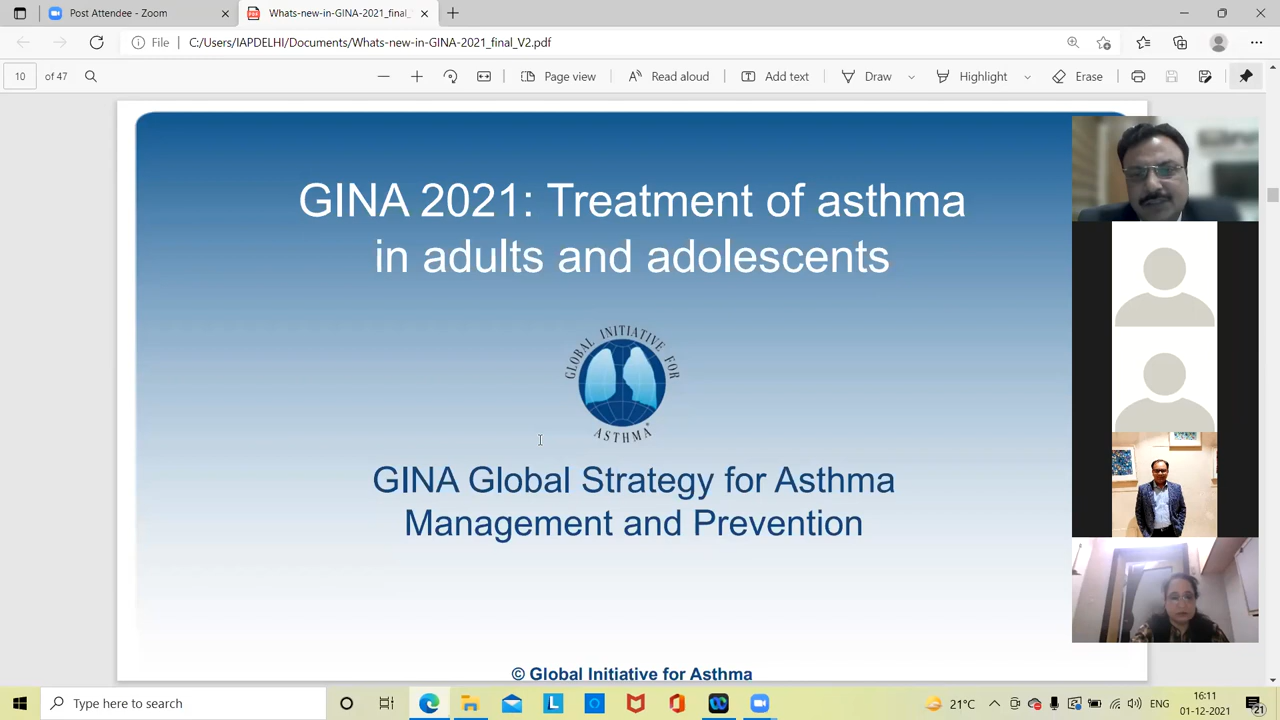 Post Attendee - Zoom
Whats-new-in-GINA-2021_final_
File
C:/Users/IAPDELHI/Documents/Whats-new-in-GINA-2021_final_V2.pdf
10
of 47
Page view
Read aloud
Add text
Draw
Highlight
Erase
GINA 2021: Treatment of asthma
in adults and adolescents
GLOBAL INITIATIVE FOR
ASTHMA
GINA Global Strategy for Asthma
Management and Prevention
© Global Initiative for Asthma
Type here to search
21°C
ENG
16:11
01-12-2021
21